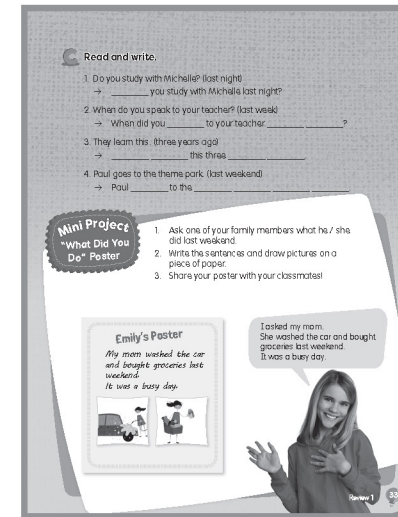 C Read and write.
1. Do you study with Michelle? (last night)
→ ________ you study with Michelle last night?
2. When do you speak to your teacher? (last week)
→ When did you ________ to your teacher ________ ________?
3. They learn this. (three years ago)
→ ________ ________ this three ________ ________.
4. Paul goes to the theme park. (last weekend)
→ Paul ________ to the ________ ________ ________ ________
Mini Project
"What Did You
Do" Poster
1. Ask one of your family members what he / she
did last weekend.
2. Write the sentences and draw pictures on a
piece of paper.
3. Share your poster with your classmates!
Emily's Poster
My mom washed the car
and bought groceries last
weekend.
It was a busy day.
I asked my mom.
She washed the car and bought
groceries last weekend.
It was a busy day.
Review 1 33